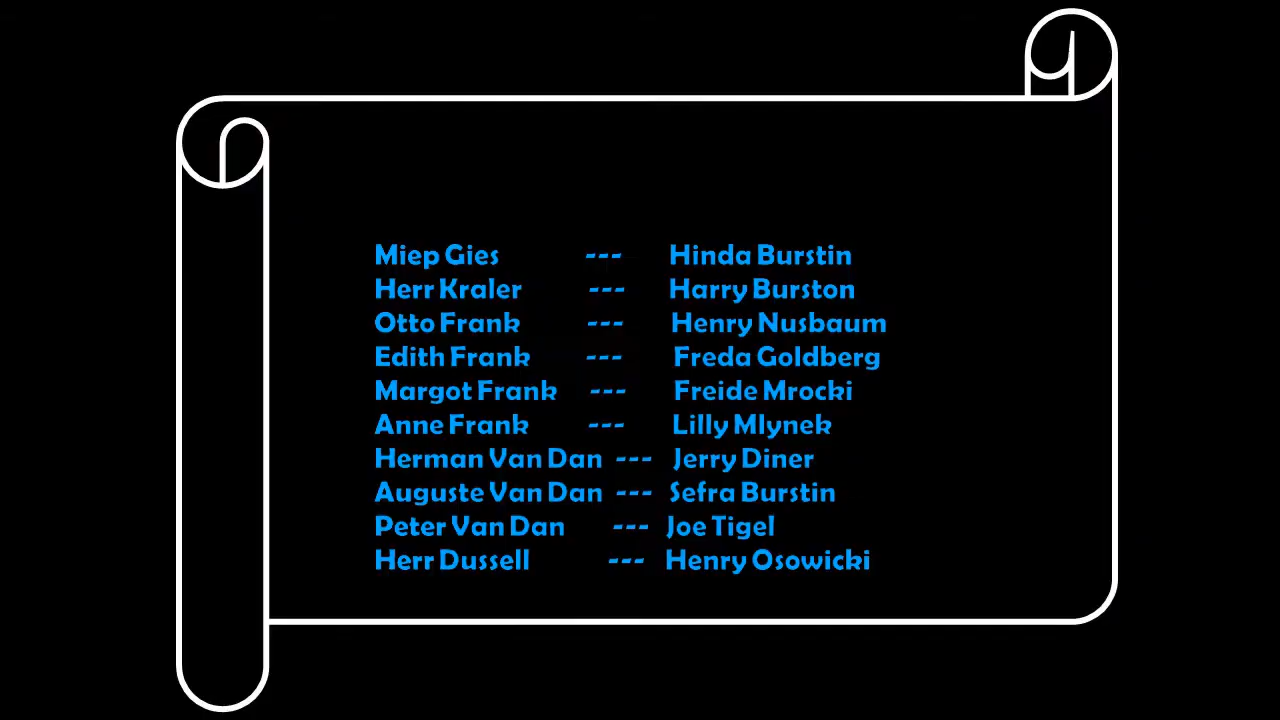 Miep Gies --- Hinda Burstin
Herr Kraler --- Harry Burston
Otto Frank --- Henry Nusbaum
Edith Frank --- Freda Goldberg
Margot Frank --- Freide Mrocki
Anne Frank --- Lilly Mlynek
Herman Van Dan --- Jerry Diner
Auguste Van Dan --- Sefra Burstin
Peter Van Dan --- Joe Tigel
Herr Dussell --- Henry Osowicki